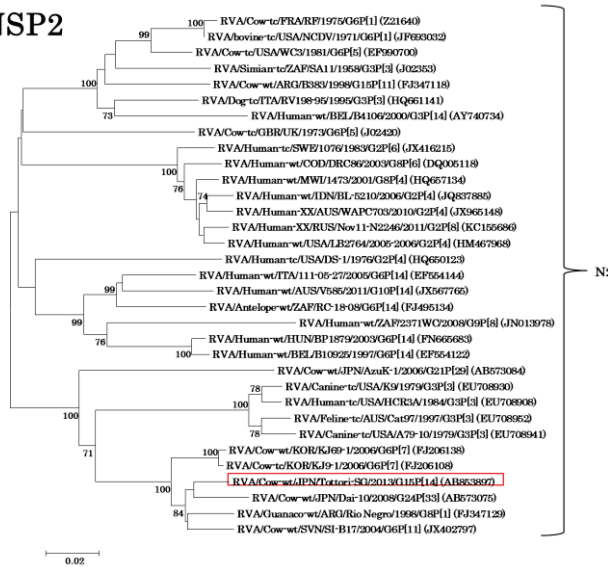 NSP2
RVA/Cow-tc/FRA/RF/1975/G6P[1] (Z21640)
100
RVA/bovine-tc/USA/NCDV/1971/G6P[1] (JF693032)
99
RVA/Cow-tc/USA/WC3/1981/G6P[5] (EF990700)
RVA/Simian-tc/ZAF/SA11/1958/G3P[3] (J02353)
RVA/Cow-wt/ARG/B383/1998/G15P[11] (FJ347118)
100
RVA/Dog-tc/ITA/RV198-95/1995/G3P[3] (HQ661141)
73
RVA/Human-wt/BEL/B4106/2000/G3P[14] (AY740734)
RVA/Cow-tc/GBR/UK/1973/G6P[5] (J02420)
RVA/Human-tc/SWE/1076/1983/G2P[6] (JX416215)
RVA/Human-wt/COD/DRC86/2003/G8P[6] (DQ005118)
100
RVA/Human-wt/MWI/1473/2001/G8P[4] (HQ657134)
76
RVA/Human-wt/IDN/BL-5210/2006/G2P[4] (JQ837885)
74
RVA/Human-XX/AUS/WAPC703/2010/G2P[4] (JX965148)
RVA/Human-XX/RUS/Nov11-N2246/2011/G2P[8] (KC155686)
RVA/Human-wt/USA/LB2764/2005-2006/G2P[4] (HM467968)
RVA/Human-tc/USA/DS-1/1976/G2P[4] (HQ650123)
RVA/Human-wt/ITA/111-05-27/2005/G6P[14] (EF554144)
99
RVA/Human-wt/AUS/V585/2011/G10P[14] (JX567765)
RVA/Antelope-wt/ZAF/RC-18-08/G6P[14] (FJ495134)
99
RVA/Human-wt/ZAF/2371WC/2008/G9P[8] (JN013978)
76
RVA/Human-wt/HUN/BP1879/2003/G6P[14] (FN665683)
100
RVA/Human-wt/BEL/B10925/1997/G6P[14] (EF554122)
RVA/Cow-wt/JPN/AzuK-1/2006/G21P[29] (AB573084)
78
RVA/Canine-tc/USA/K9/1979/G3P[3] (EU708930)
RVA/Human-tc/USA/HCR3A/1984/G3P[3] (EU708908)
100
RVA/Feline-tc/AUS/Cat97/1997/G3P[3] (EU708952)
100
78
RVA/Canine-tc/USA/A79-10/1979/G3P[3] (EU708941)
71
RVA/Cow-wt/KOR/KJ69-1/2006/G6P[7] (FJ206138)
100
RVA/Cow-tc/KOR/KJ9-1/2006/G6P[7] (FJ206108)
RVA/Cow-wt/JPN/Tottori-SG/2013/G15P[14] (AB853897)
100
RVA/Cow-wt/JPN/Dai-10/2008/G24P[33] (AB573075)
84
RVA/Guanaco-wt/ARG/Rio Negro/1998/G8P[1] (FJ347129)
RVA/Cow-wt/SVN/SI-B17/2004/G6P[11] (JX402797)
N2
0.02